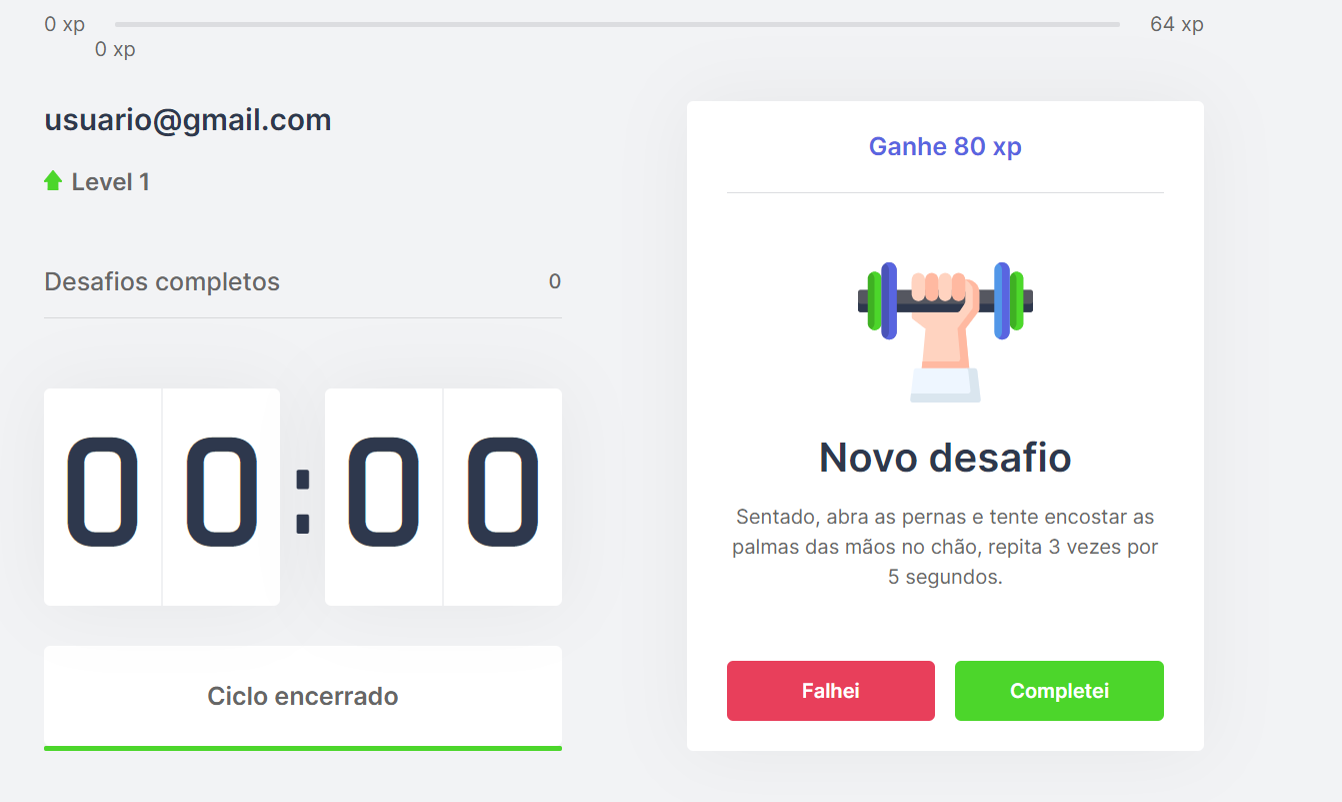 0 xp
64 xp
0 xp
usuario@gmail.com
Level 1
Desafios completos
0
00:00
Ciclo encerrado
Ganhe 80 xp
Novo desafio
Sentado, abra as pernas e tente encostar as
palmas das mãos no chão, repita 3 vezes por
5 segundos.
Falhei
Completei